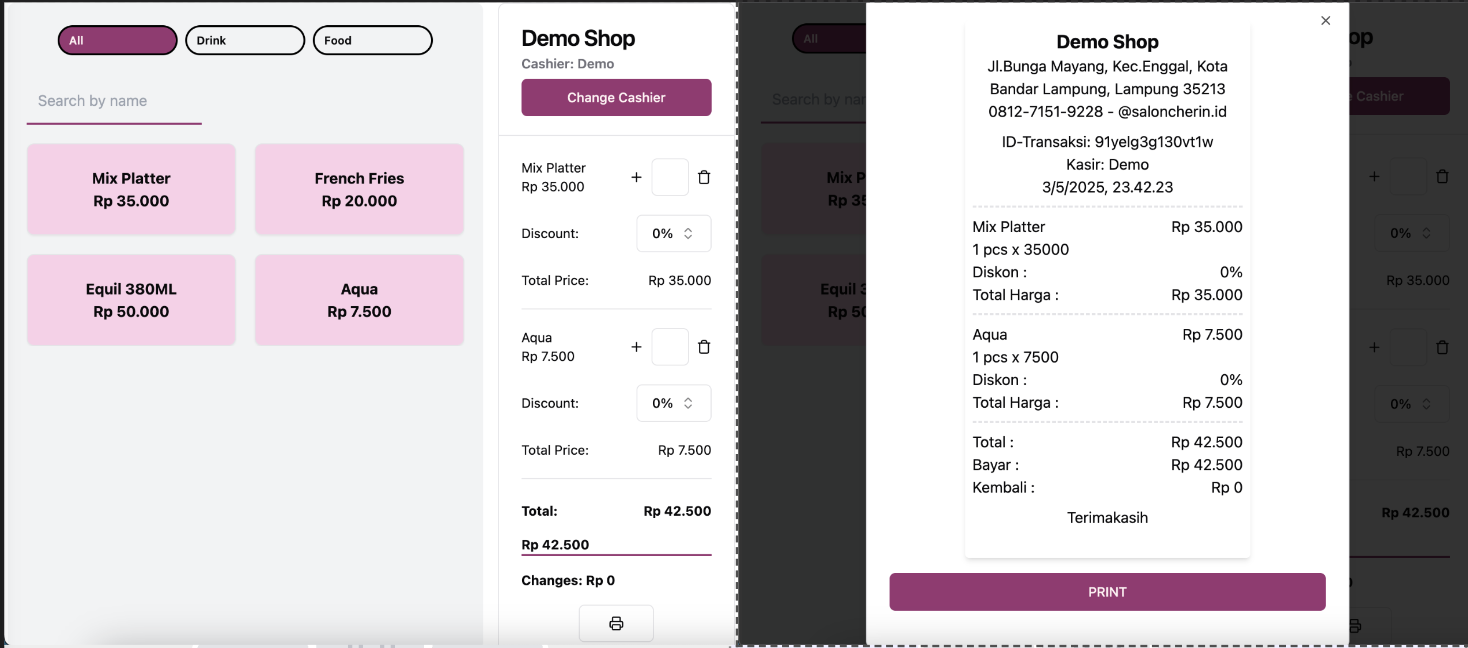 All
Drink
Food
Search by name
Mix Platter
Rp 35.000
French Fries
Rp 20.000
Equil 380ML
Rp 50.000
Aqua
Rp 7.500
Demo Shop
Cashier: Demo
Change Cashier
Mix Platter
Rp 35.000
+
Discount:
0%
Total Price:
Rp 35.000
Aqua
Rp 7.500
+
Discount:
0%
Total Price:
Rp 7.500
Total:
Rp 42.500
Rp 42.500
Changes: Rp 0
All
Search by nam
Mix P
Rp 35
Equil 3
Rp 50
Demo Shop
Jl.Bunga Mayang, Kec.Enggal, Kota
Bandar Lampung, Lampung 35213
0812-7151-9228 - @saloncherin.id
ID-Transaksi: 91yelg3g130vt1w
Kasir: Demo
3/5/2025, 23.42.23
Mix Platter Rp 35.000
1 pcs x 35000
Diskon : 0%
Total Harga : Rp 35.000
Aqua Rp 7.500
1 pcs x 7500
Diskon : 0%
Total Harga : Rp 7.500
Total : Rp 42.500
Bayar : Rp 42.500
Kembali : Rp 0
Terimakasih
PRINT
op
e Cashier
+
0%
Rp 35.000
+
0%
Rp 7.500
Rp 42.500